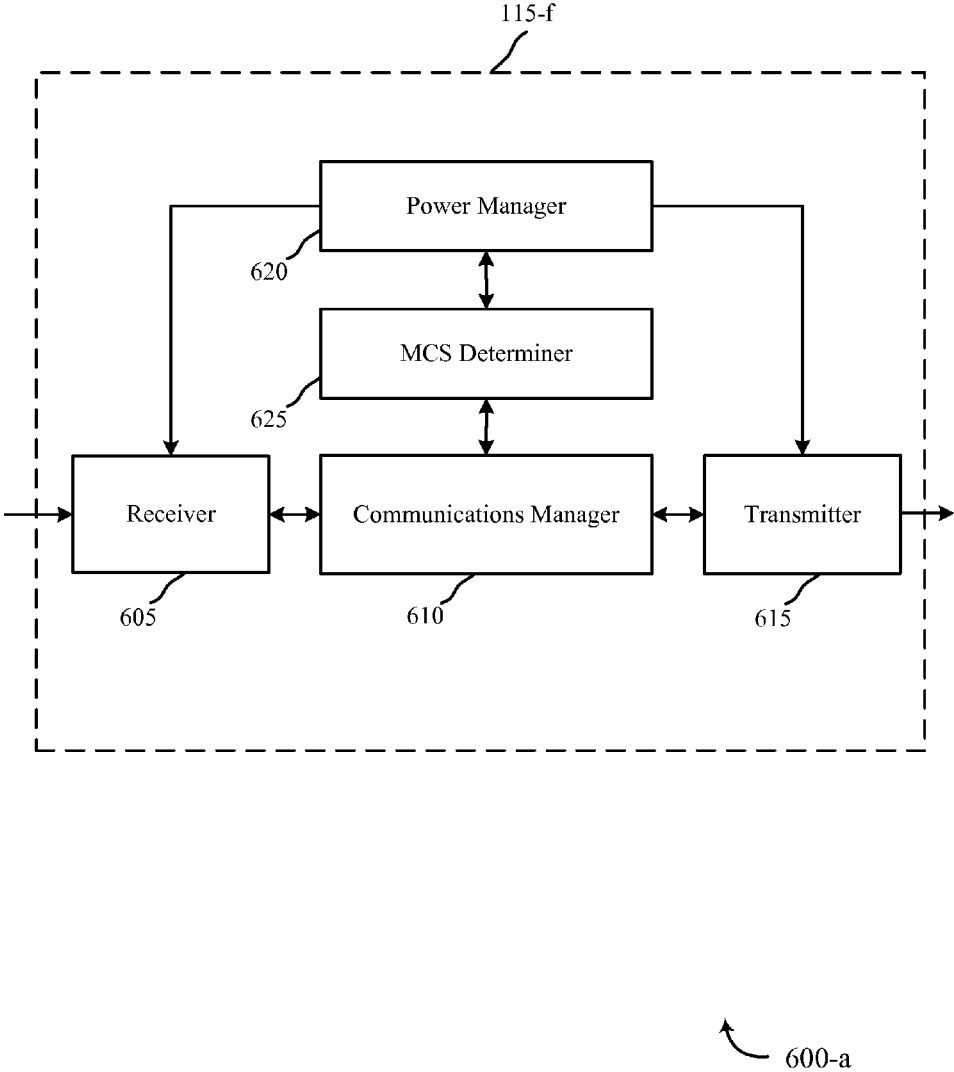 115-f
Power Manager
620
MCS Determiner
625
Receiver
Communications Manager
Transmitter
605
610
615
600-a